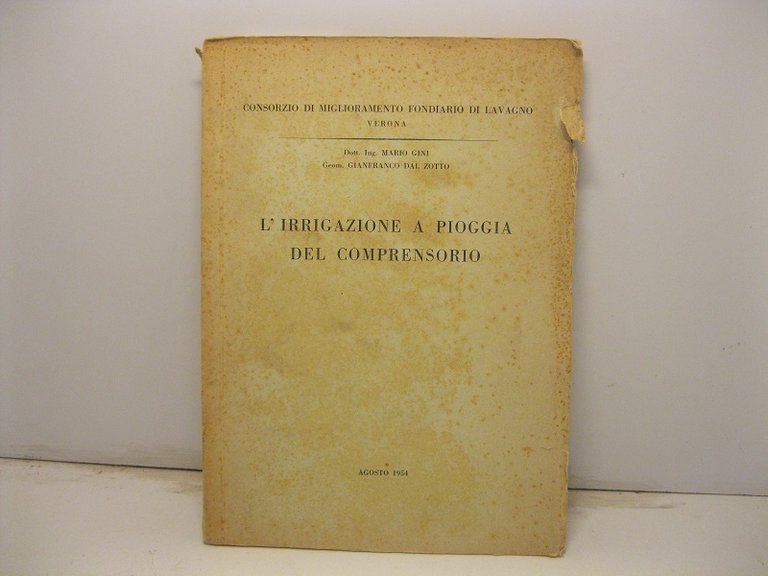 CONSORZIO DI MIGLIORAMENTO FONDIARIO DI LAVAGNO
VERONA
Dott. Ing. MARIO GINI
Geom. GIANFRANCO DAL ZOTTO
L'IRRIGAZIONE A PIOGGIA
DEL COMPRENSORIO
AGOSTO 1954